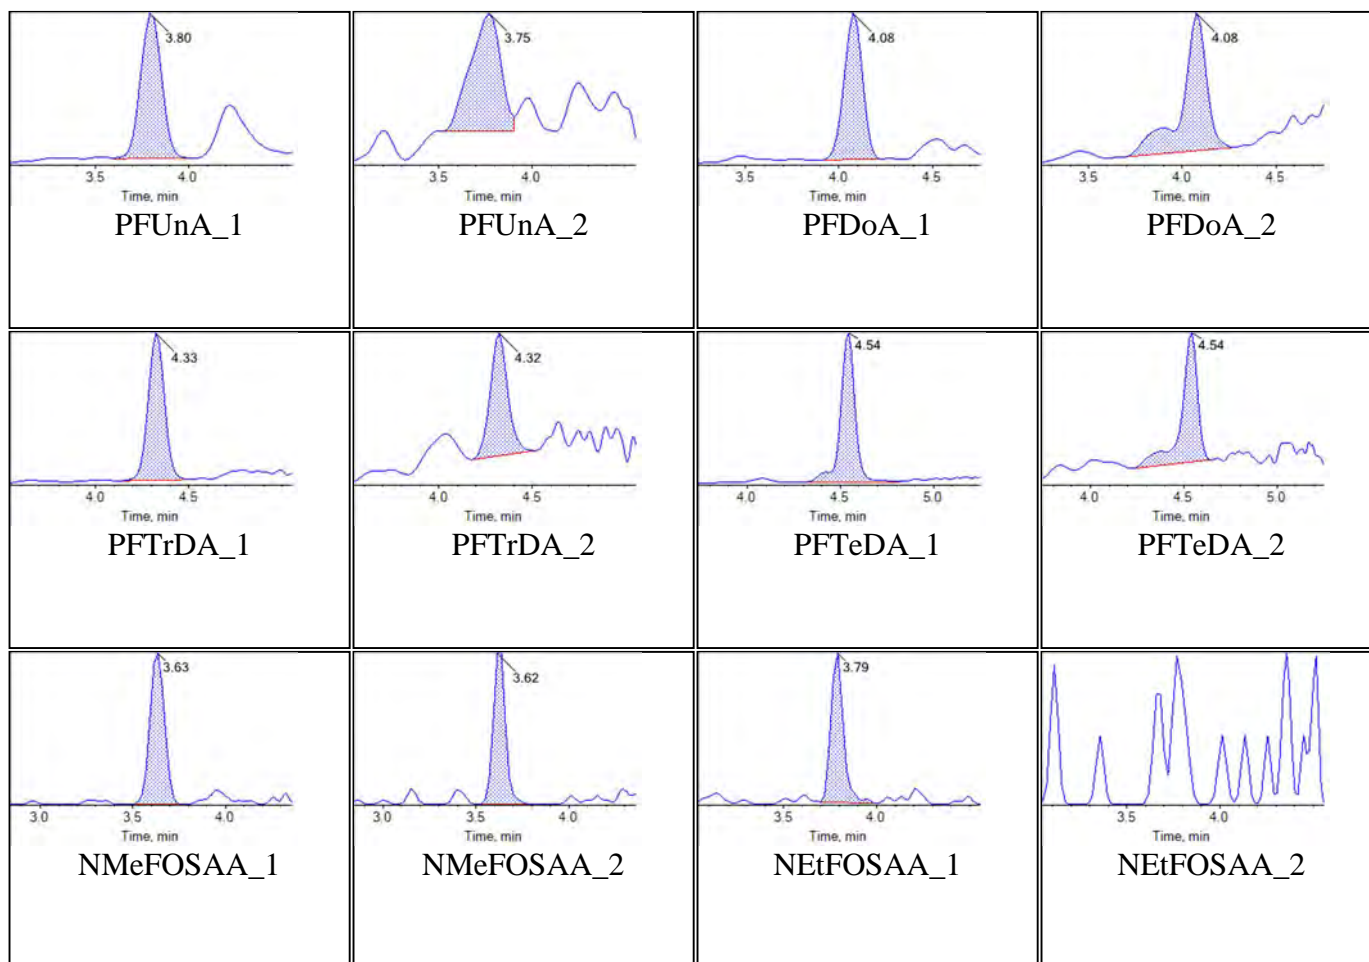 3.80
3.5 4.0
Time, min
PFUnA_1
3.75
3.5 4.0
Time, min
PFUnA_2
4.08
3.5 4.0 4.5
Time, min
PFDoA_1
4.08
3.5 4.0 4.5
Time, min
PFDoA_2
4.33
4.0 4.5
Time, min
PFTrDA_1
4.32
4.0 4.5
Time, min
PFTrDA_2
4.54
4.0 4.5 5.0
Time, min
PFTeDA_1
4.54
4.0 4.5 5.0
Time, min
PFTeDA_2
3.63
3.0 3.5 4.0
Time, min
NMeFOSAA_1
3.62
3.0 3.5 4.0
Time, min
NMeFOSAA_2
3.79
3.5 4.0
Time, min
NEtFOSAA_1
3.5 4.0
Time, min
NEtFOSAA_2